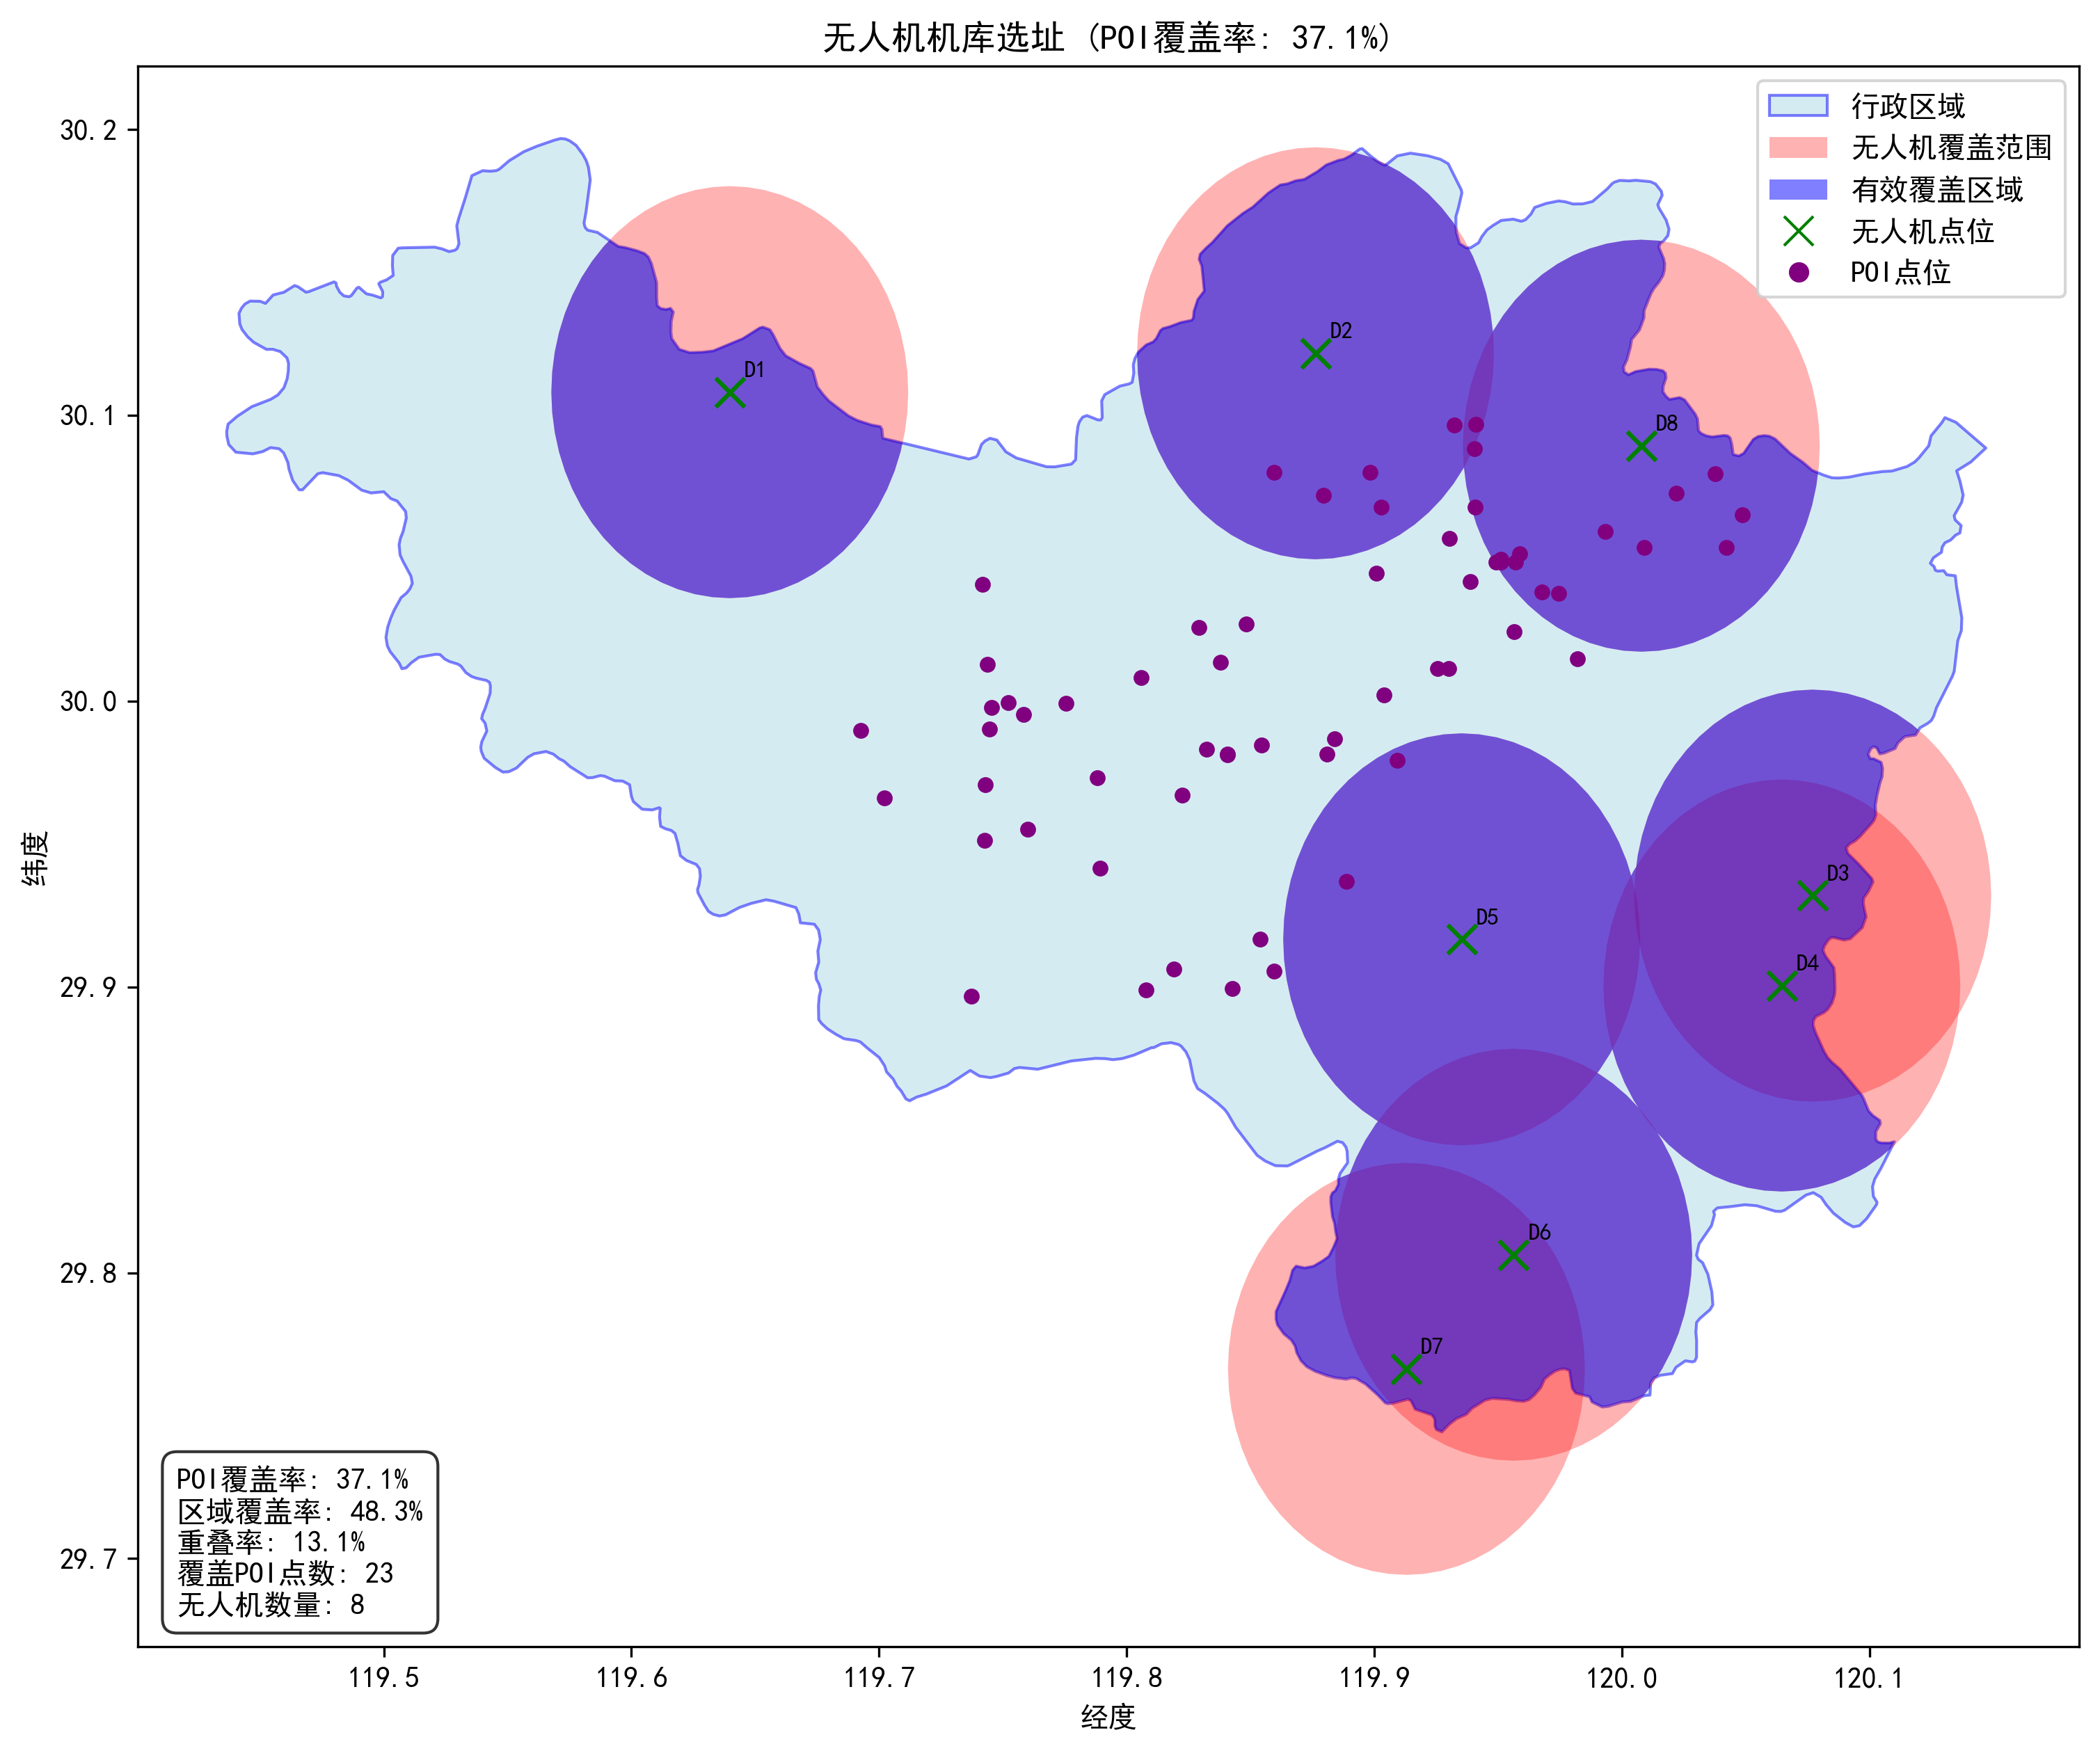 无人机机库选址 (POI覆盖率: 37.1%)
行政区域
无人机覆盖范围
有效覆盖区域
无人机点位
POI点位
30.2
30.1
30.0
29.9
29.8
29.7
纬度
D1
D2
D8
D3
D5
D4
D6
D7
POI覆盖率: 37.1%
区域覆盖率: 48.3%
重叠率: 13.1%
覆盖POI点数: 23
无人机数量: 8
119.5
119.6
119.7
119.8
119.9
120.0
120.1
经度